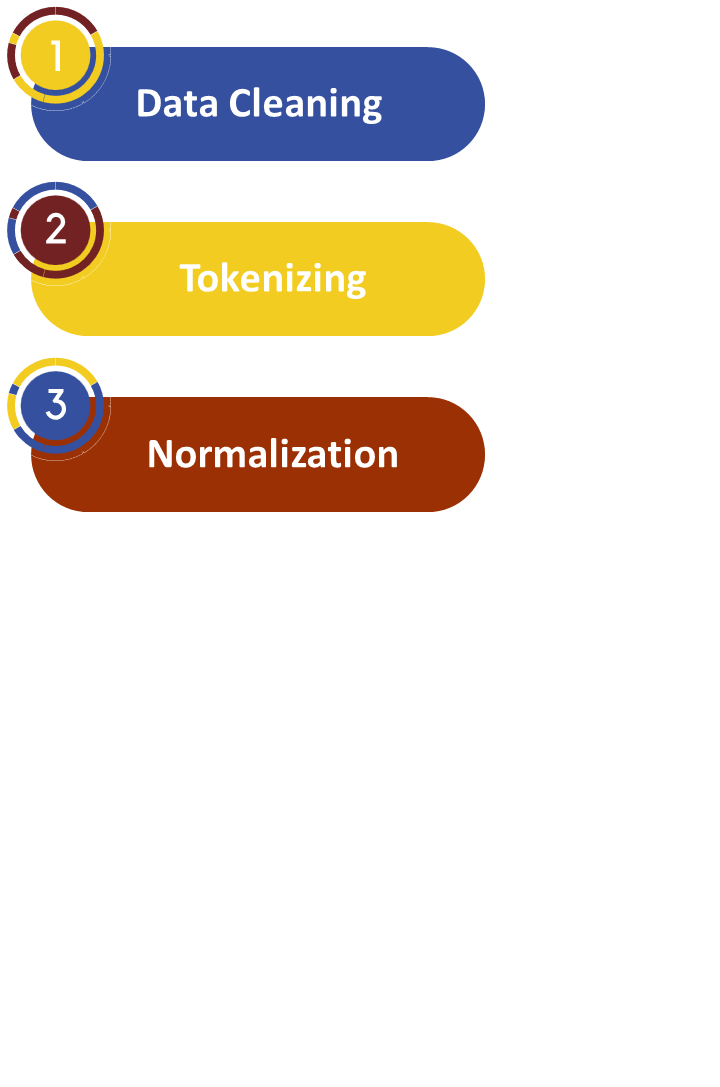 1
Data Cleaning
2
Tokenizing
3
Normalization